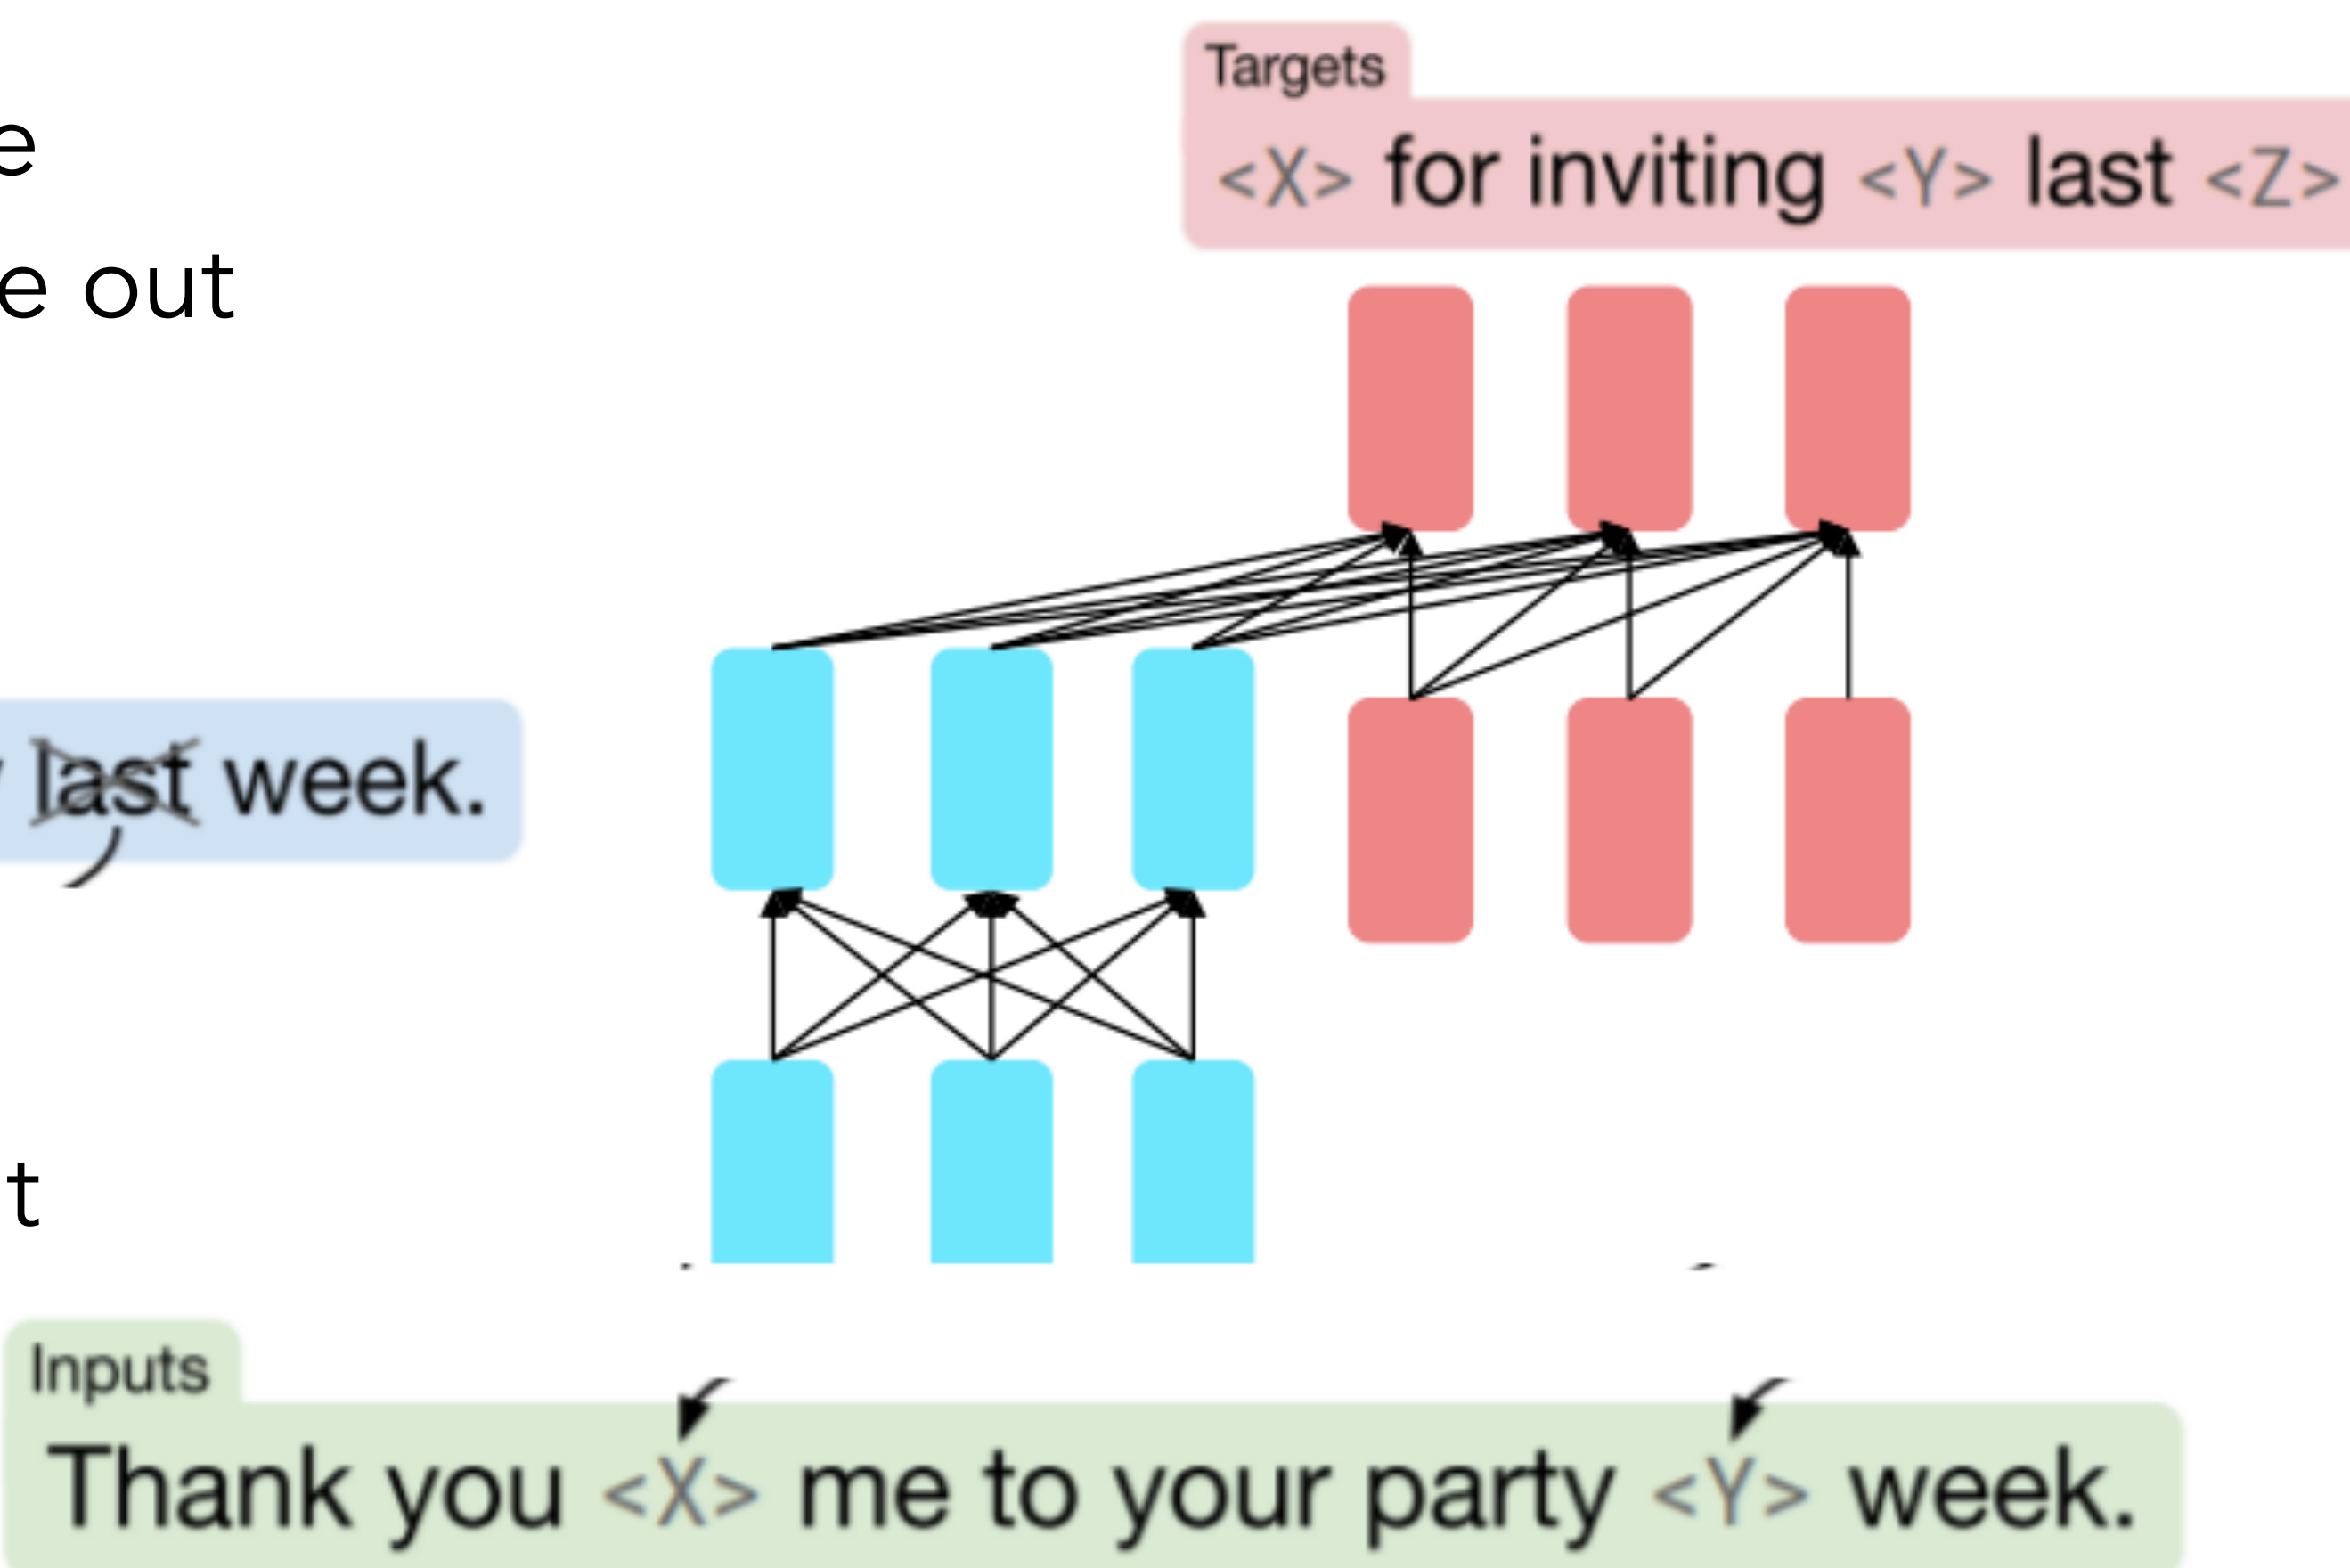 Targets
<X> for inviting <Y> last <Z>
e
e out
last week.
t
Inputs
Thank you <X> me to your party <Y> week.